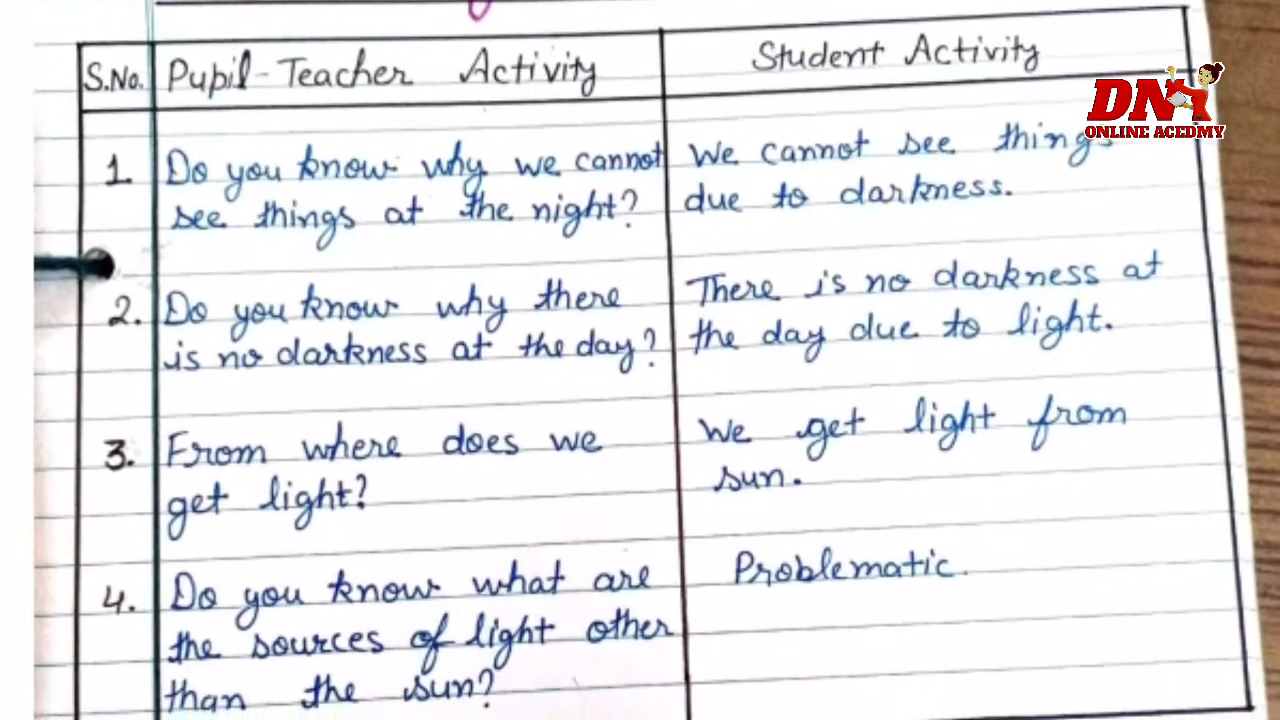 S.No. Pupil-Teacher Activity Student Activity
DN
ONLINE ACEDMY
1. Do you know why we cannot
see things at the night?
We cannot see things
due to darkness.
2. Do you know why there
is no darkness at the day?
There is no darkness at
the day due to light.
3. From where does we
get light?
We get light from
sun.
4. Do you know what are
the sources of light other
than the sun?
Problematic.